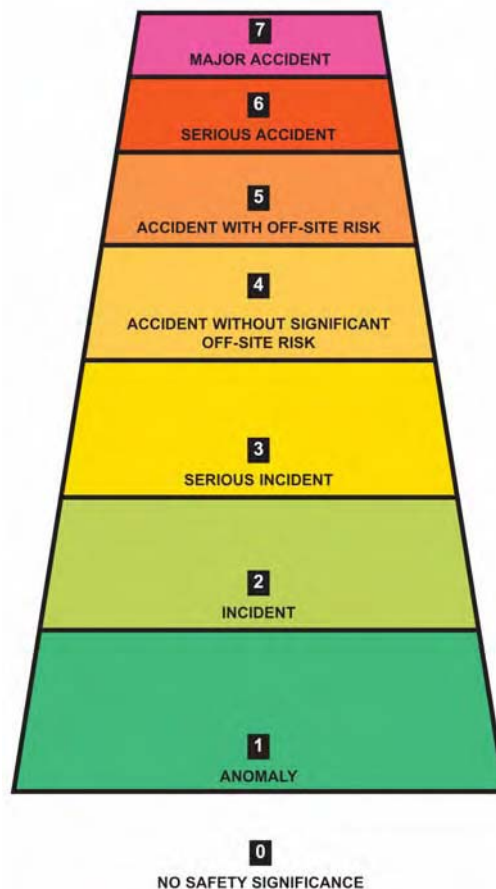 7
MAJOR ACCIDENT
6
SERIOUS ACCIDENT
5
ACCIDENT WITH OFF-SITE RISK
4
ACCIDENT WITHOUT SIGNIFICANT
OFF-SITE RISK
3
SERIOUS INCIDENT
2
INCIDENT
1
ANOMALY
0
NO SAFETY SIGNIFICANCE